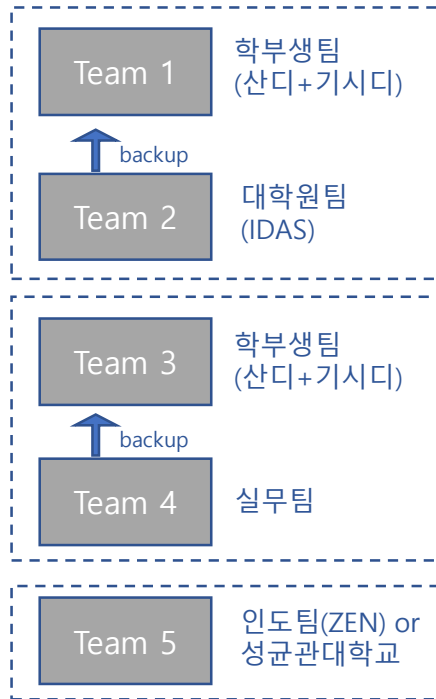 Team 1
학부생팀
(산디+기시디)
backup
Team 2
대학원팀
(IDAS)
Team 3
학부생팀
(산디+기시디)
backup
Team 4
실무팀
Team 5
인도팀(ZEN) or
성균관대학교